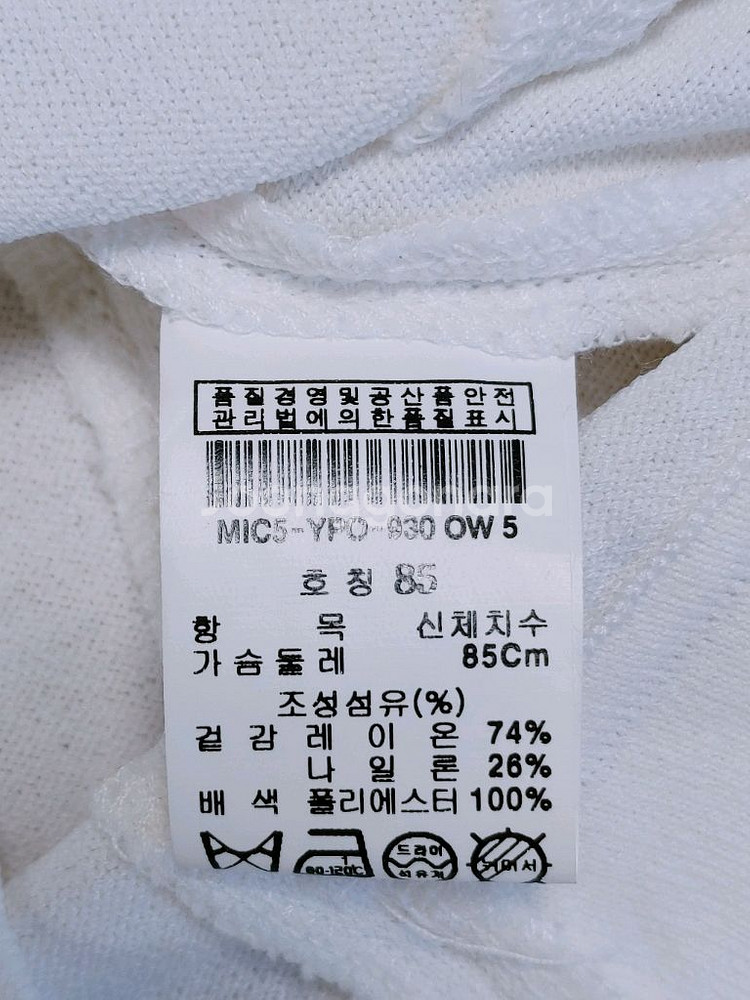 품질경영및공산품안전
관리법에의한품질표시
MIC5-YPO-930 OW 5
호칭 85
항 목 신체치수
가슴둘레 85Cm
조성섬유(%)
겉감 레이온 74%
나일론 26%
배색 폴리에스터 100%
80-120℃
드라이